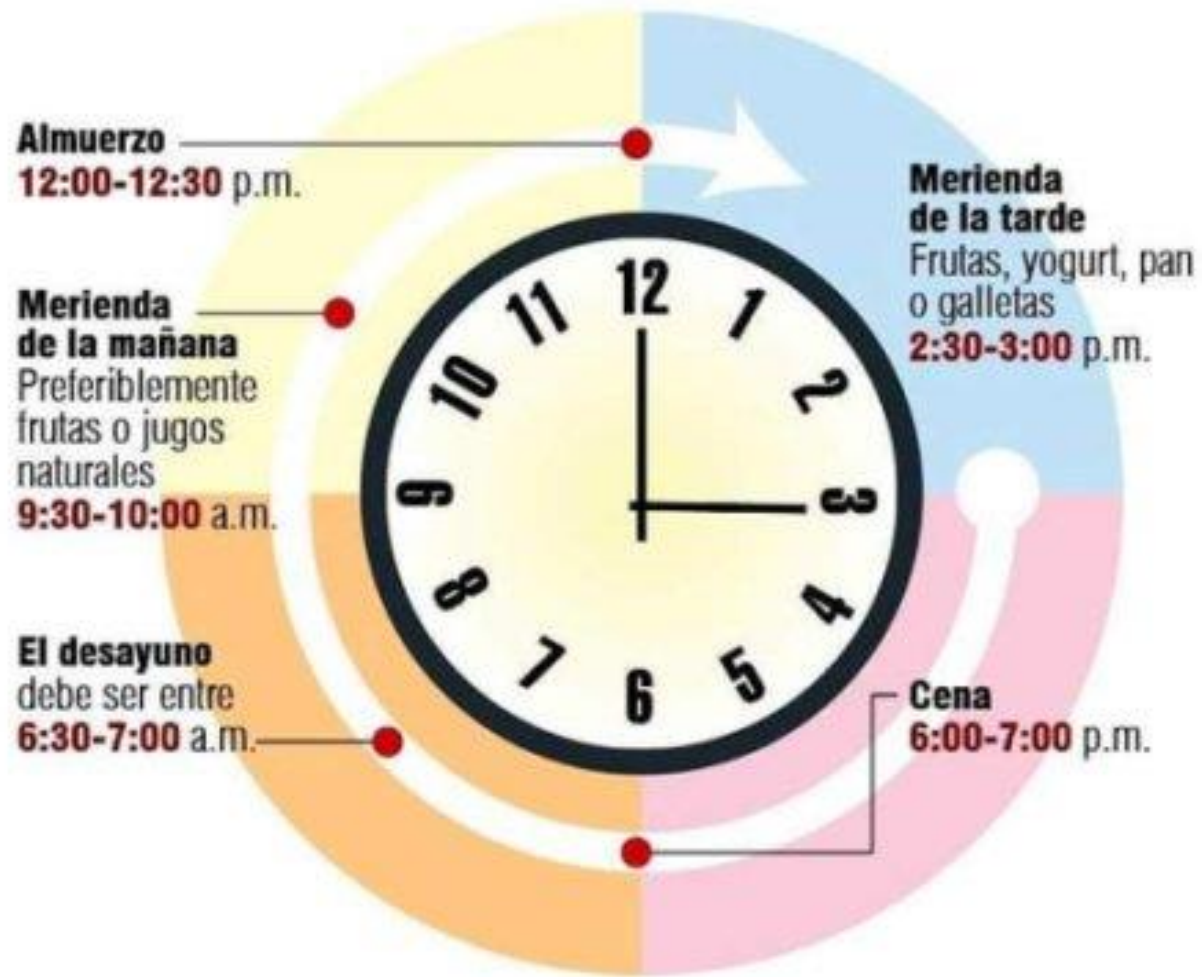 Almuerzo
12:00-12:30 p.m.
Merienda
de la mañana
Preferiblemente
frutas o jugos
naturales
9:30-10:00 a.m.
El desayuno
debe ser entre
6:30-7:00 a.m.
Merienda
de la tarde
Frutas, yogurt, pan
o galletas
2:30-3:00 p.m.
Cena
6:00-7:00 p.m.
12
1
2
3
4
5
6
7
8
9
10
11